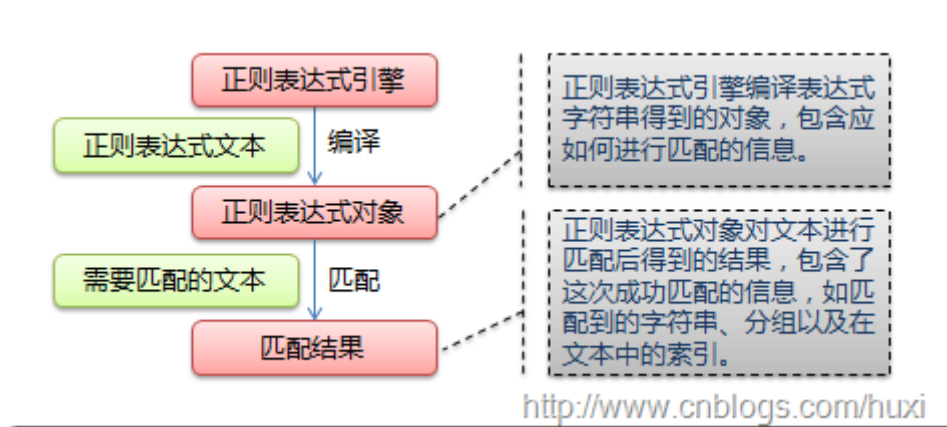 正则表达式引擎
正则表达式文本
编译
正则表达式对象
需要匹配的文本
匹配
匹配结果
正则表达式引擎编译表达式
字符串得到的对象，包含应
如何进行匹配的信息。
正则表达式对象对文本进行
匹配后得到的结果，包含了
这次成功匹配的信息，如匹
配到的字符串、分组以及在
文本中的索引。
http://www.cnblogs.com/huxi